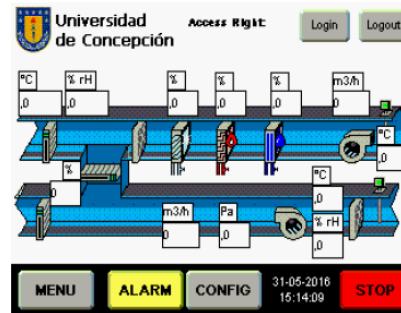 Universidad
de Concepción
Access Right:
Login
Logout
°C
% rH
%
%
%
m3/h
,0
,0
,0
,0
,0
,0
°C
,0
%
0
°C
,0
m3/h
Pa
% rH
,0
,0
,0
MENU
ALARM
CONFIG
31-05-2016
15:14:09
STOP